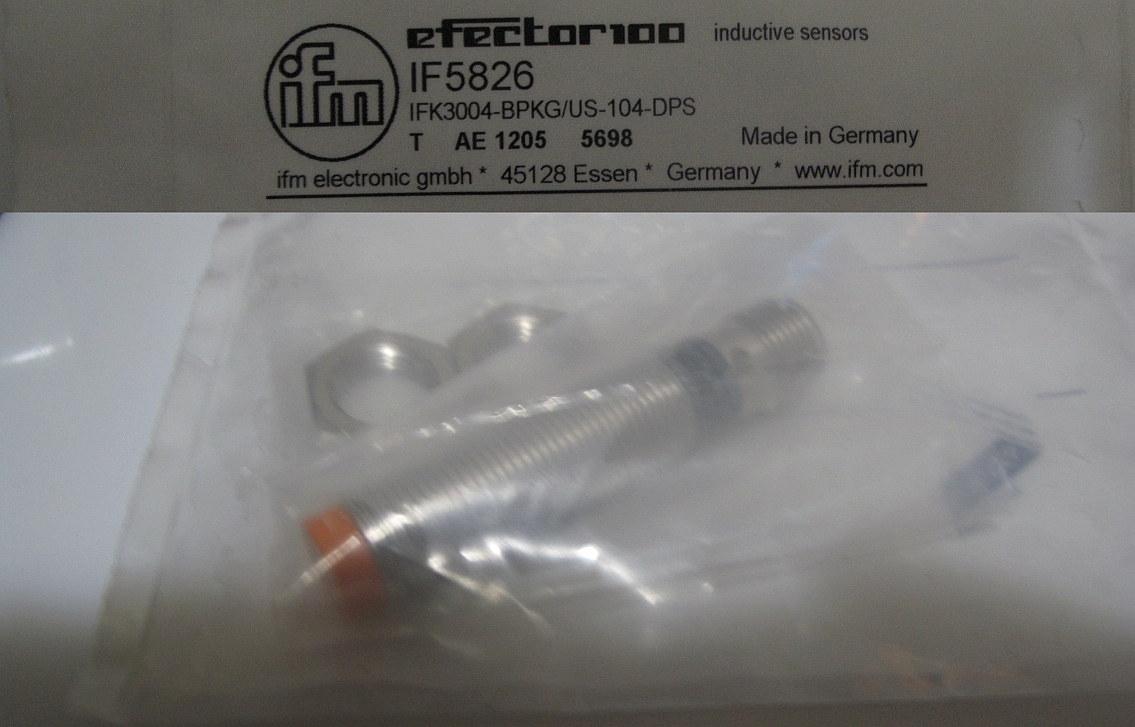 ifm
efector100 inductive sensors
IF5826
IFK3004-BPKG/US-104-DPS
T AE 1205 5698 Made in Germany
ifm electronic gmbh * 45128 Essen * Germany * www.ifm.com